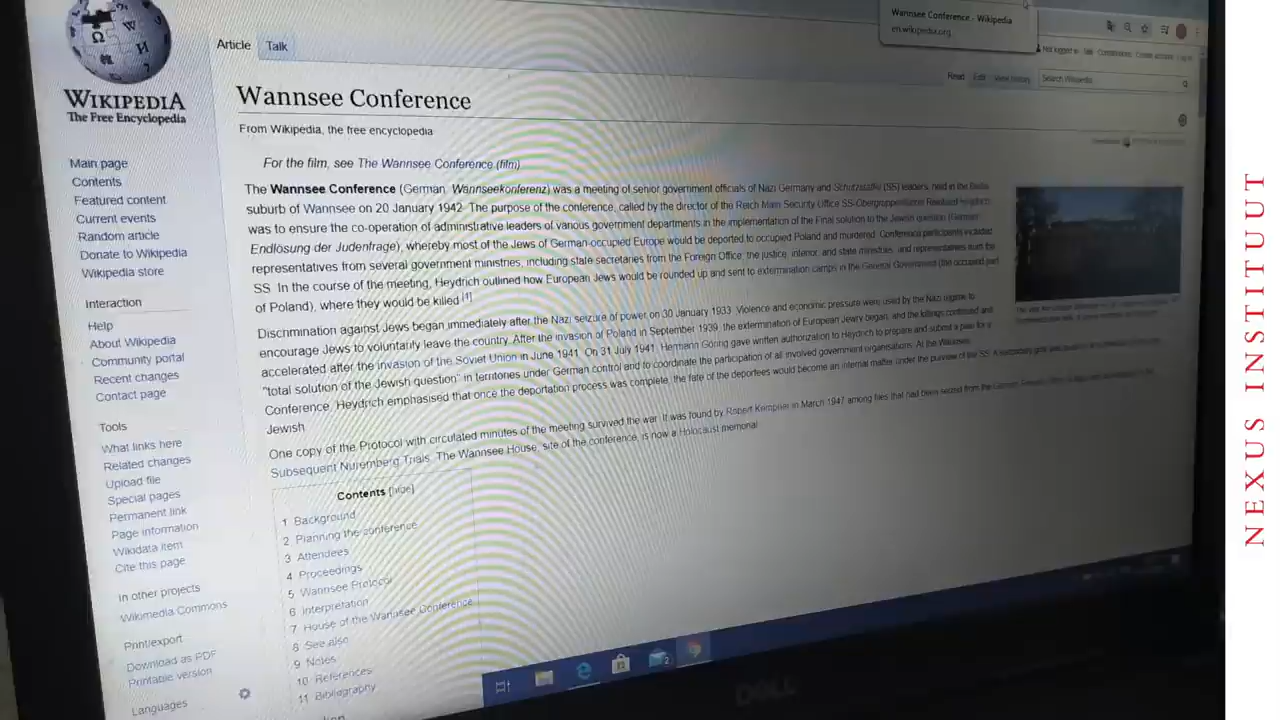 Wannsee Conference - Wikipedia
en.wikipedia.org
WIKIPEDIA
The Free Encyclopedia
Article
Talk
Read
Edit
View history
Search Wikipedia
Wannsee Conference
From Wikipedia, the free encyclopedia
For the film, see The Wannsee Conference (film)
The Wannsee Conference (German: Wannseekonferenz) was a meeting of senior government officials of Nazi Germany and Schutzstaffel (SS) leaders, held in the Berlin
suburb of Wannsee on 20 January 1942. The purpose of the conference, called by the director of the Reich Main Security Office SS-Obergruppenführer Reinhard Heydrich,
was to ensure the co-operation of administrative leaders of various government departments in the implementation of the Final solution to the Jewish question (German:
Endlösung der Judenfrage), whereby most of the Jews of German-occupied Europe would be deported to occupied Poland and murdered. Conference participants included
representatives from several government ministries, including state secretaries from the Foreign Office, the justice, interior, and state ministries, and representatives from the
SS. In the course of the meeting, Heydrich outlined how European Jews would be rounded up and sent to extermination camps in the General Government (the occupied part
of Poland), where they would be killed.[1]
Discrimination against Jews began immediately after the Nazi seizure of power on 30 January 1933. Violence and economic pressure were used by the Nazi regime to
encourage Jews to voluntarily leave the country. After the invasion of Poland in September 1939, the extermination of European Jewry began, and the killings continued and
accelerated after the invasion of the Soviet Union in June 1941. On 31 July 1941, Hermann Göring gave written authorization to Heydrich to prepare and submit a plan for a
"total solution of the Jewish question" in territories under German control and to coordinate the participation of all involved government organisations. At the Wannsee
Conference, Heydrich emphasised that once the deportation process was complete, the fate of the deportees would become an internal matter under the purview of the SS. A secondary goal was
Jewish
One copy of the Protocol with circulated minutes of the meeting survived the war. It was found by Robert Kempner in March 1947 among files that had been seized from the German Foreign Office
Subsequent Nuremberg Trials. The Wannsee House, site of the conference, is now a Holocaust memorial.
Main page
Contents
Featured content
Current events
Random article
Donate to Wikipedia
Wikipedia store
Interaction
Help
About Wikipedia
Community portal
Recent changes
Contact page
Tools
What links here
Related changes
Upload file
Special pages
Permanent link
Page information
Wikidata item
Cite this page
In other projects
Wikimedia Commons
Print/export
Download as PDF
Printable version
Languages
Contents [hide]
1 Background
2 Planning the conference
3 Attendees
4 Proceedings
5 Wannsee Protocol
6 Interpretation
7 House of the Wannsee Conference
8 See also
9 Notes
10 References
11 Bibliography
DELL
NEXUS INSTITUUT